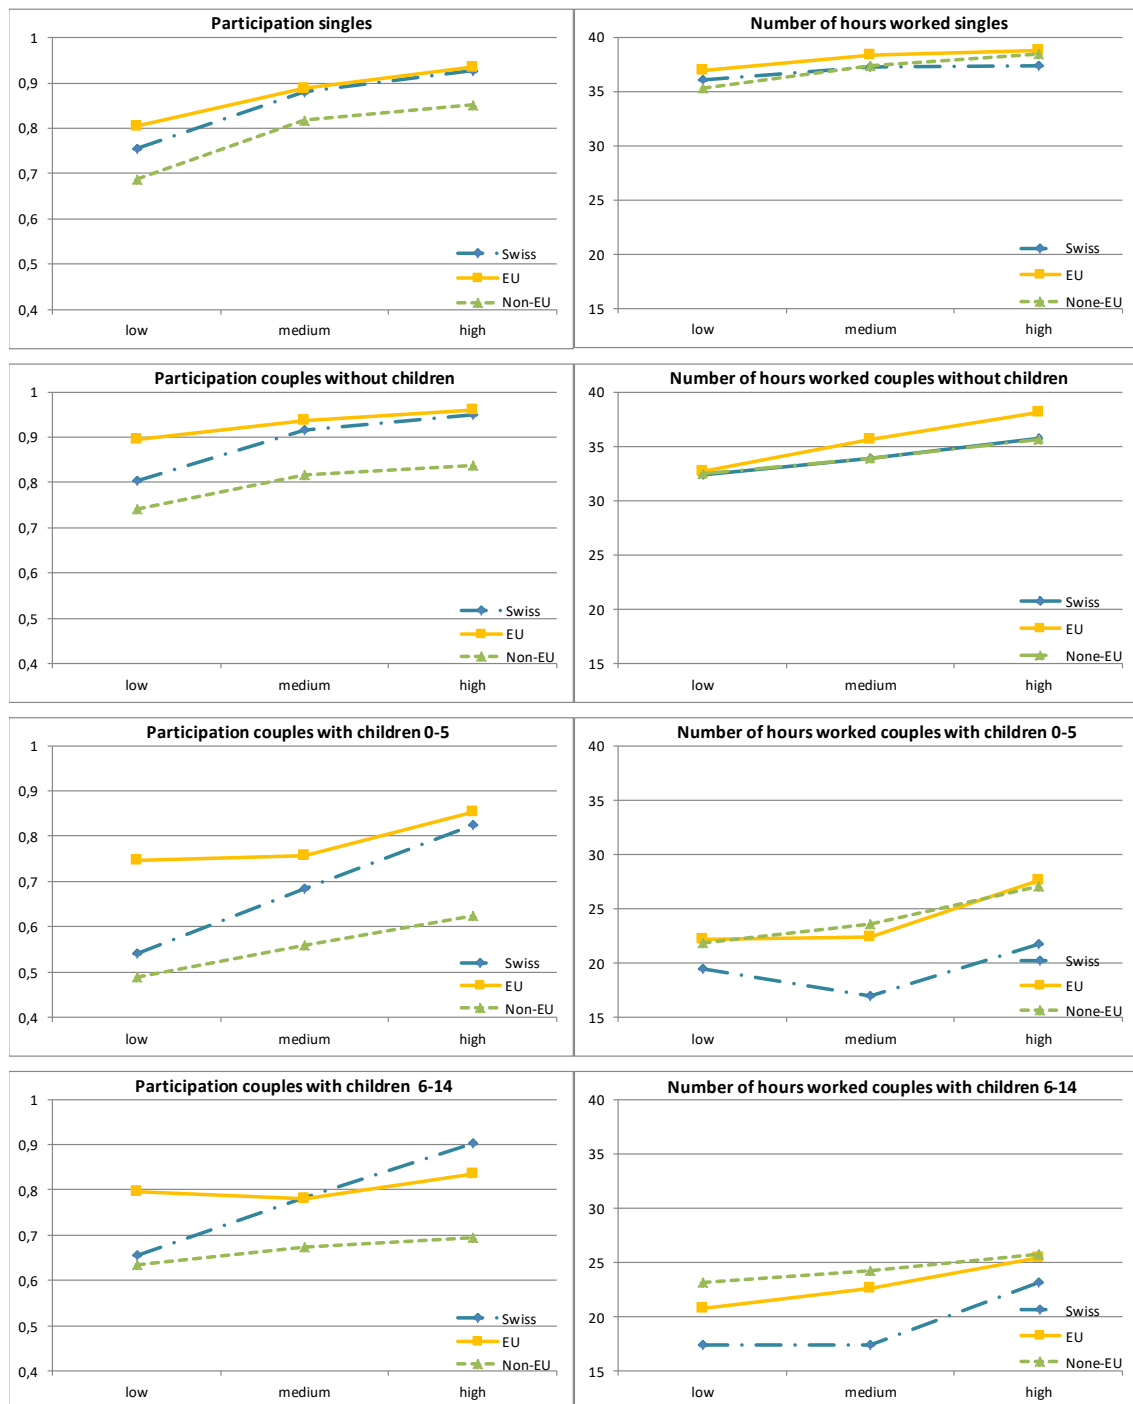 Participation singles
1
0,9
0,8
0,7
0,6
0,5
0,4
low medium high
Swiss
EU
Non-EU
Number of hours worked singles
40
35
30
25
20
15
low medium high
Swiss
EU
None-EU
Participation couples without children
1
0,9
0,8
0,7
0,6
0,5
0,4
low medium high
Swiss
EU
Non-EU
Number of hours worked couples without children
40
35
30
25
20
15
low medium high
Swiss
EU
None-EU
Participation couples with children 0-5
1
0,9
0,8
0,7
0,6
0,5
0,4
low medium high
Swiss
EU
Non-EU
Number of hours worked couples with children 0-5
40
35
30
25
20
15
low medium high
Swiss
EU
None-EU
Participation couples with children 6-14
1
0,9
0,8
0,7
0,6
0,5
0,4
low medium high
Swiss
EU
Non-EU
Number of hours worked couples with children 6-14
40
35
30
25
20
15
low medium high
Swiss
EU
None-EU